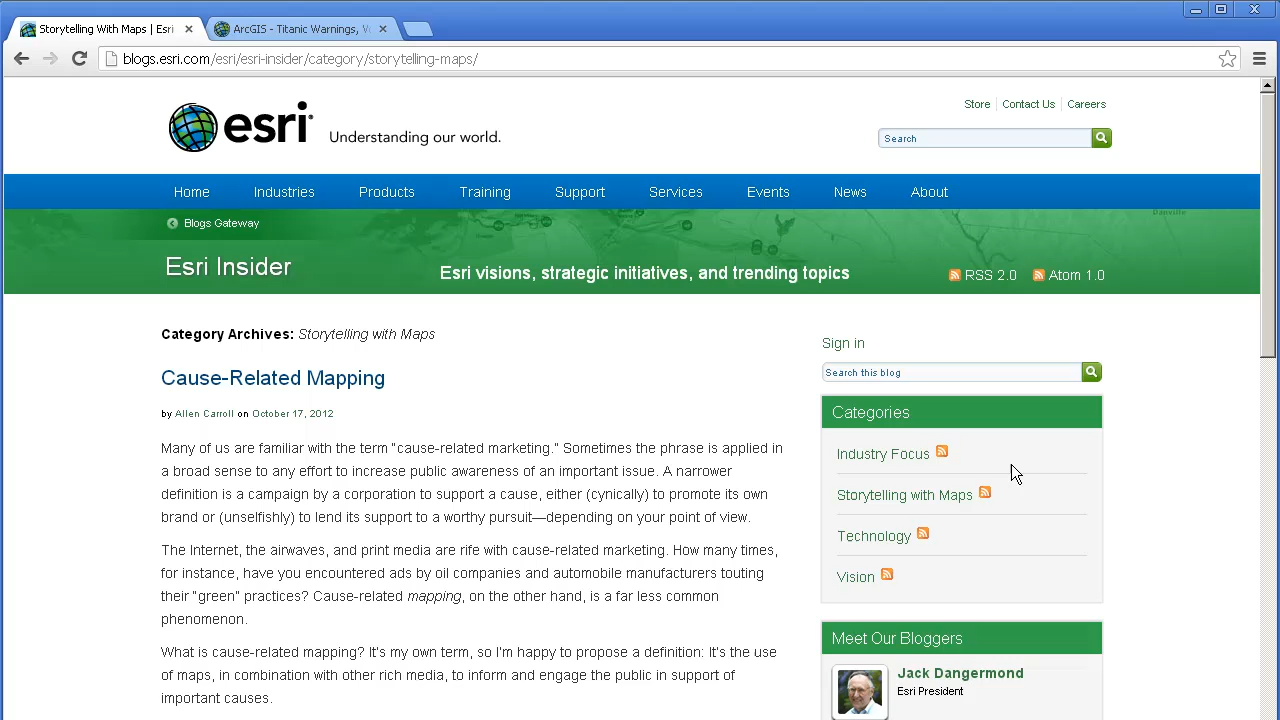 Storytelling With Maps | Esri
ArcGIS - Titanic Warnings,
blogs.esri.com/esri/esri-insider/category/storytelling-maps/
Store Contact Us Careers
esri Understanding our world.
Search
Home Industries Products Training Support Services Events News About
Danville
Blogs Gateway
Esri Insider
Esri visions, strategic initiatives, and trending topics
RSS 2.0 Atom 1.0
Category Archives: Storytelling with Maps
Cause-Related Mapping
by Allen Carroll on October 17, 2012
Many of us are familiar with the term "cause-related marketing." Sometimes the phrase is applied in
a broad sense to any effort to increase public awareness of an important issue. A narrower
definition is a campaign by a corporation to support a cause, either (cynically) to promote its own
brand or (unselfishly) to lend its support to a worthy pursuit—depending on your point of view.
The Internet, the airwaves, and print media are rife with cause-related marketing. How many times,
for instance, have you encountered ads by oil companies and automobile manufacturers touting
their "green" practices? Cause-related mapping, on the other hand, is a far less common
phenomenon.
What is cause-related mapping? It's my own term, so I'm happy to propose a definition: It's the use
of maps, in combination with other rich media, to inform and engage the public in support of
important causes.
Sign in
Search this blog
Categories
Industry Focus
Storytelling with Maps
Technology
Vision
Meet Our Bloggers
Jack Dangermond
Esri President